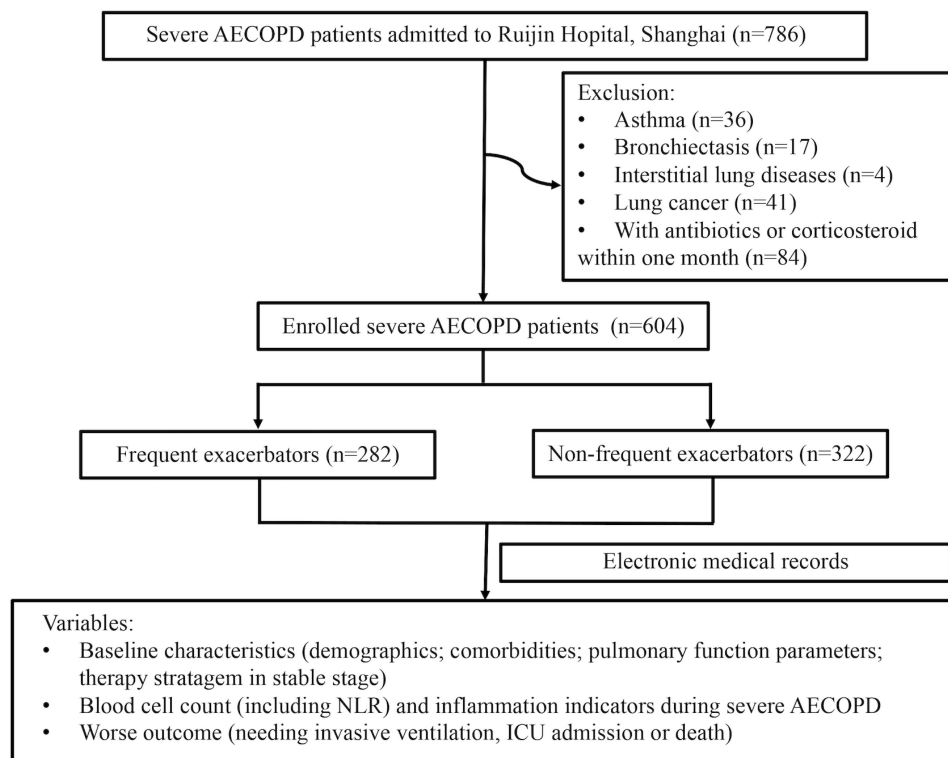 Severe AECOPD patients admitted to Ruijin Hopital, Shanghai (n=786)
Exclusion:
• Asthma (n=36)
• Bronchiectasis (n=17)
• Interstitial lung diseases (n=4)
• Lung cancer (n=41)
• With antibiotics or corticosteroid
within one month (n=84)
Enrolled severe AECOPD patients (n=604)
Frequent exacerbators (n=282)
Non-frequent exacerbators (n=322)
Electronic medical records
Variables:
• Baseline characteristics (demographics; comorbidities; pulmonary function parameters;
therapy stratagem in stable stage)
• Blood cell count (including NLR) and inflammation indicators during severe AECOPD
• Worse outcome (needing invasive ventilation, ICU admission or death)